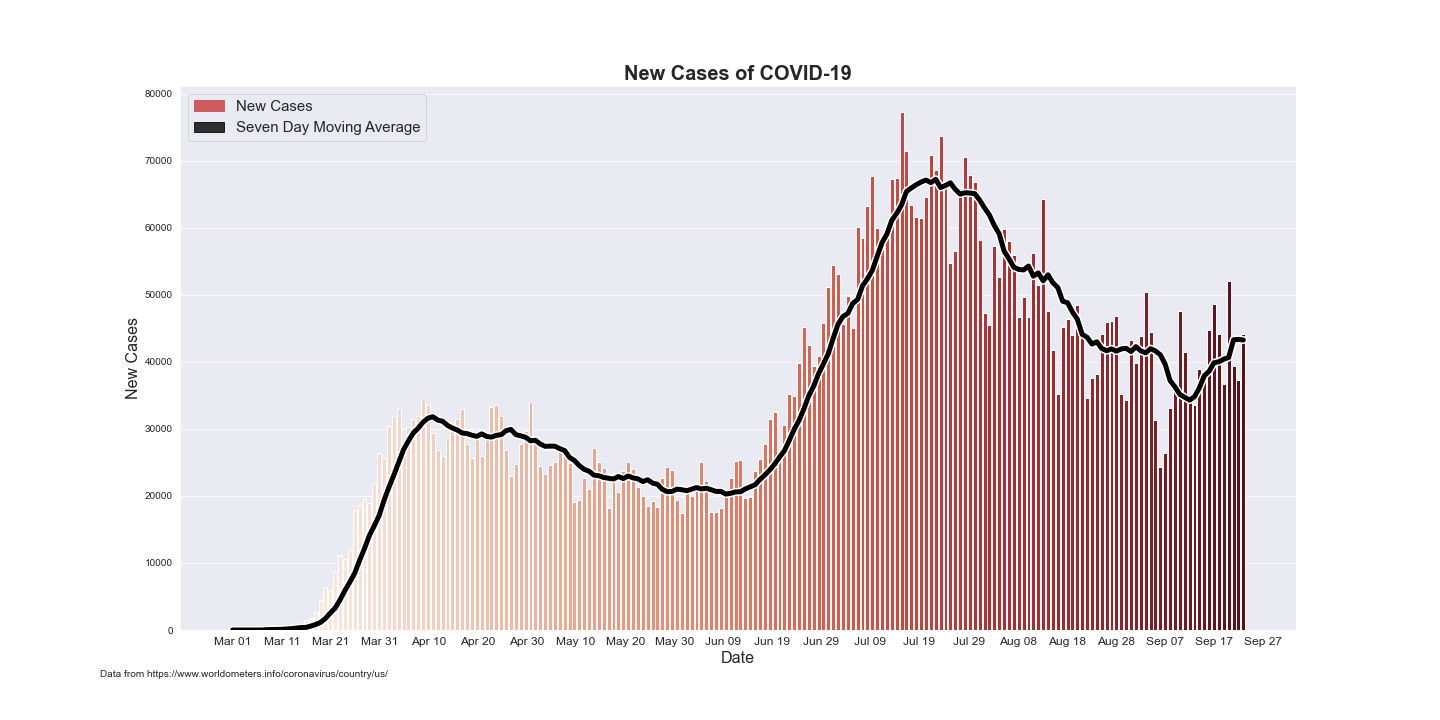 New Cases of COVID-19
New Cases
Seven Day Moving Average
80000
70000
60000
50000
40000
30000
20000
10000
0
New Cases
Mar 01 Mar 11 Mar 21 Mar 31 Apr 10 Apr 20 Apr 30 May 10 May 20 May 30 Jun 09 Jun 19 Jun 29 Jul 09 Jul 19 Jul 29 Aug 08 Aug 18 Aug 28 Sep 07 Sep 17 Sep 27
Date
Data from https://www.worldometers.info/coronavirus/country/us/